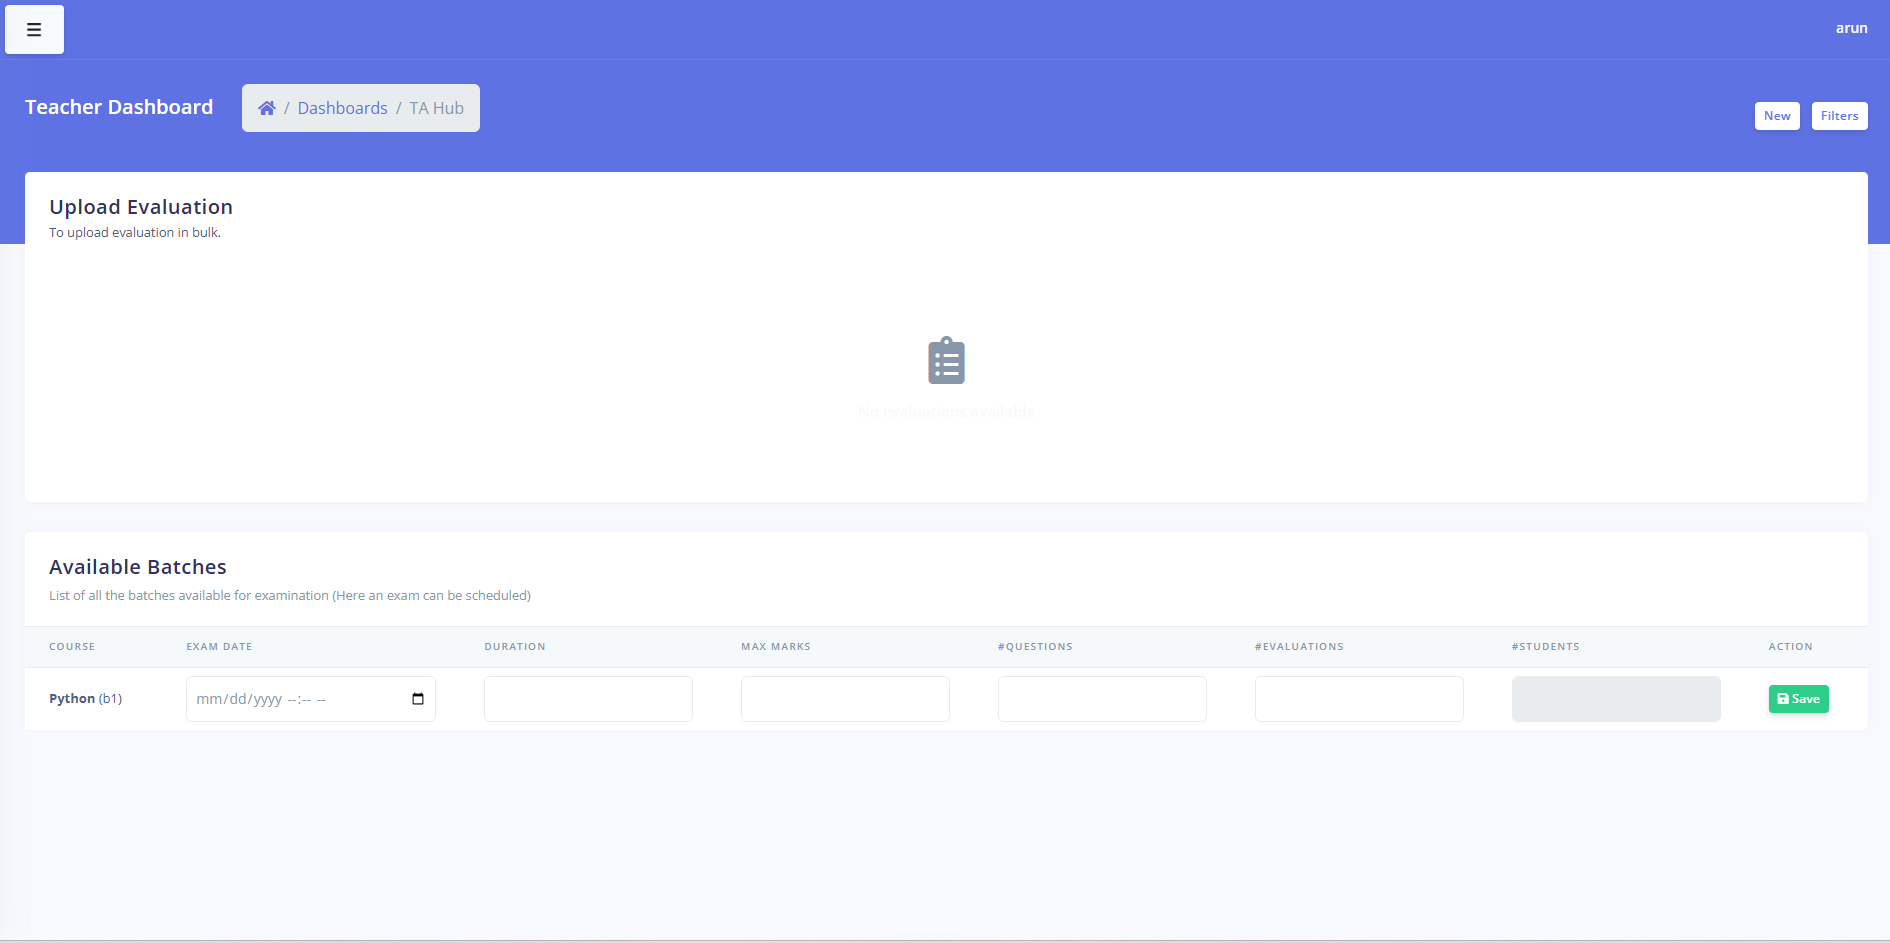 arun
Teacher Dashboard
/ Dashboards / TA Hub
New Filters
Upload Evaluation
To upload evaluation in bulk.
No evaluations available
Available Batches
List of all the batches available for examination (Here an exam can be scheduled)
COURSE EXAM DATE DURATION MAX MARKS #QUESTIONS #EVALUATIONS #STUDENTS ACTION
Python (b1) mm/dd/yyyy --:-- -- Save